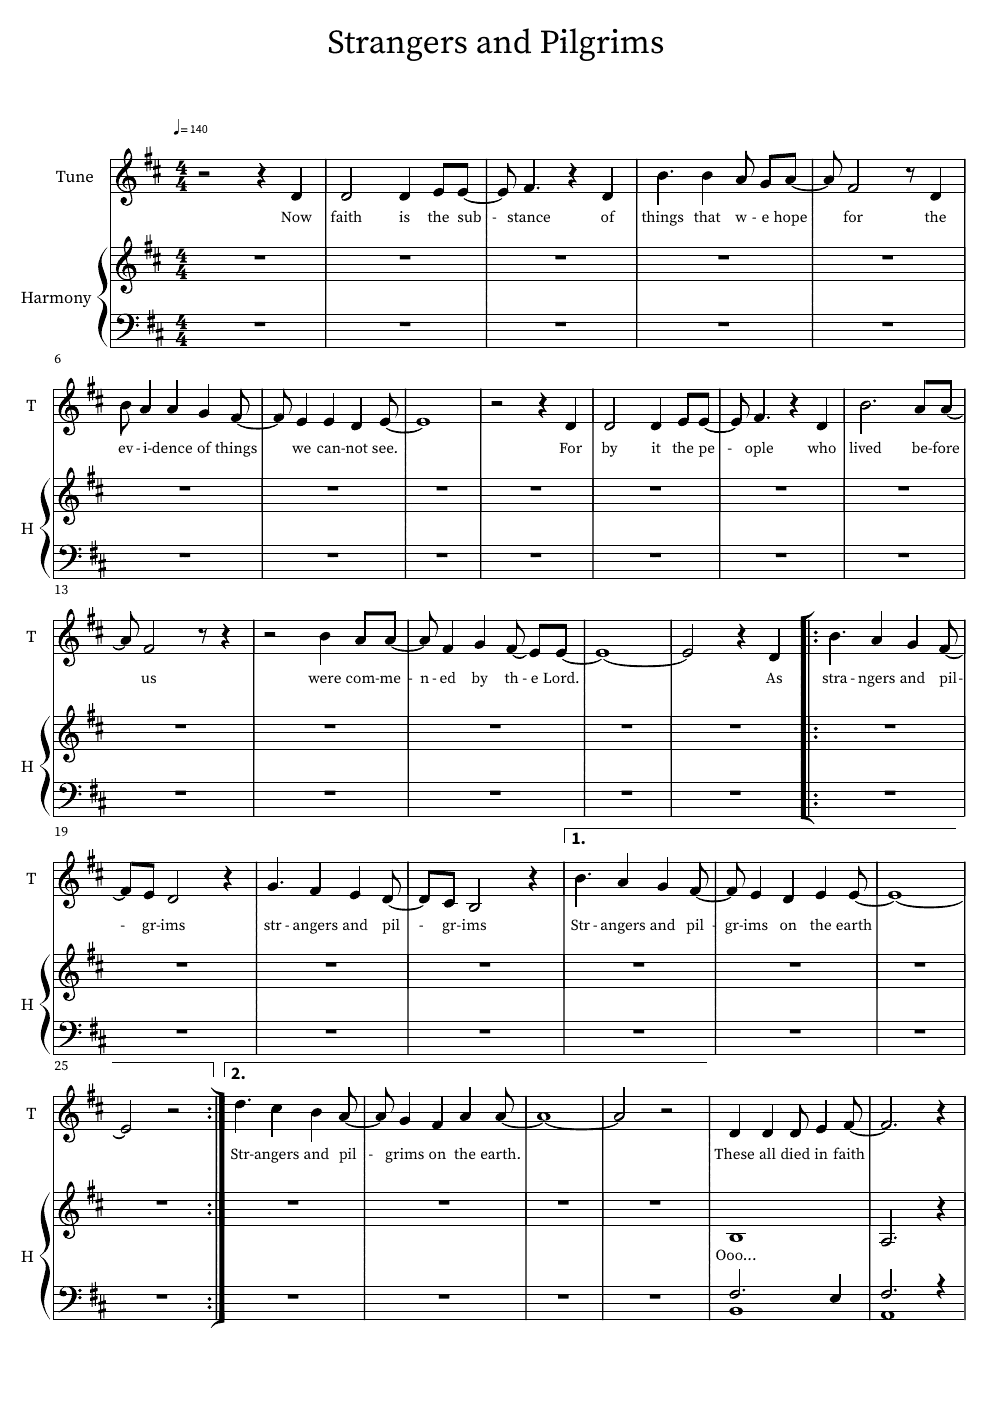 Strangers and Pilgrims
= 140
Tune
Now faith is the sub - stance of things that w - e hope for the
Harmony
6
T
ev - i-dence of things we can-not see. For by it the pe - ople who lived be-fore
H
13
T
us were com-me - n - ed by th - e Lord. As stra - ngers and pil-
H
19
1.
T
- gr-ims str - angers and pil - gr-ims Str - angers and pil - gr-ims on the earth
H
25
2.
T
Str-angers and pil - grims on the earth. These all died in faith
H
Ooo...